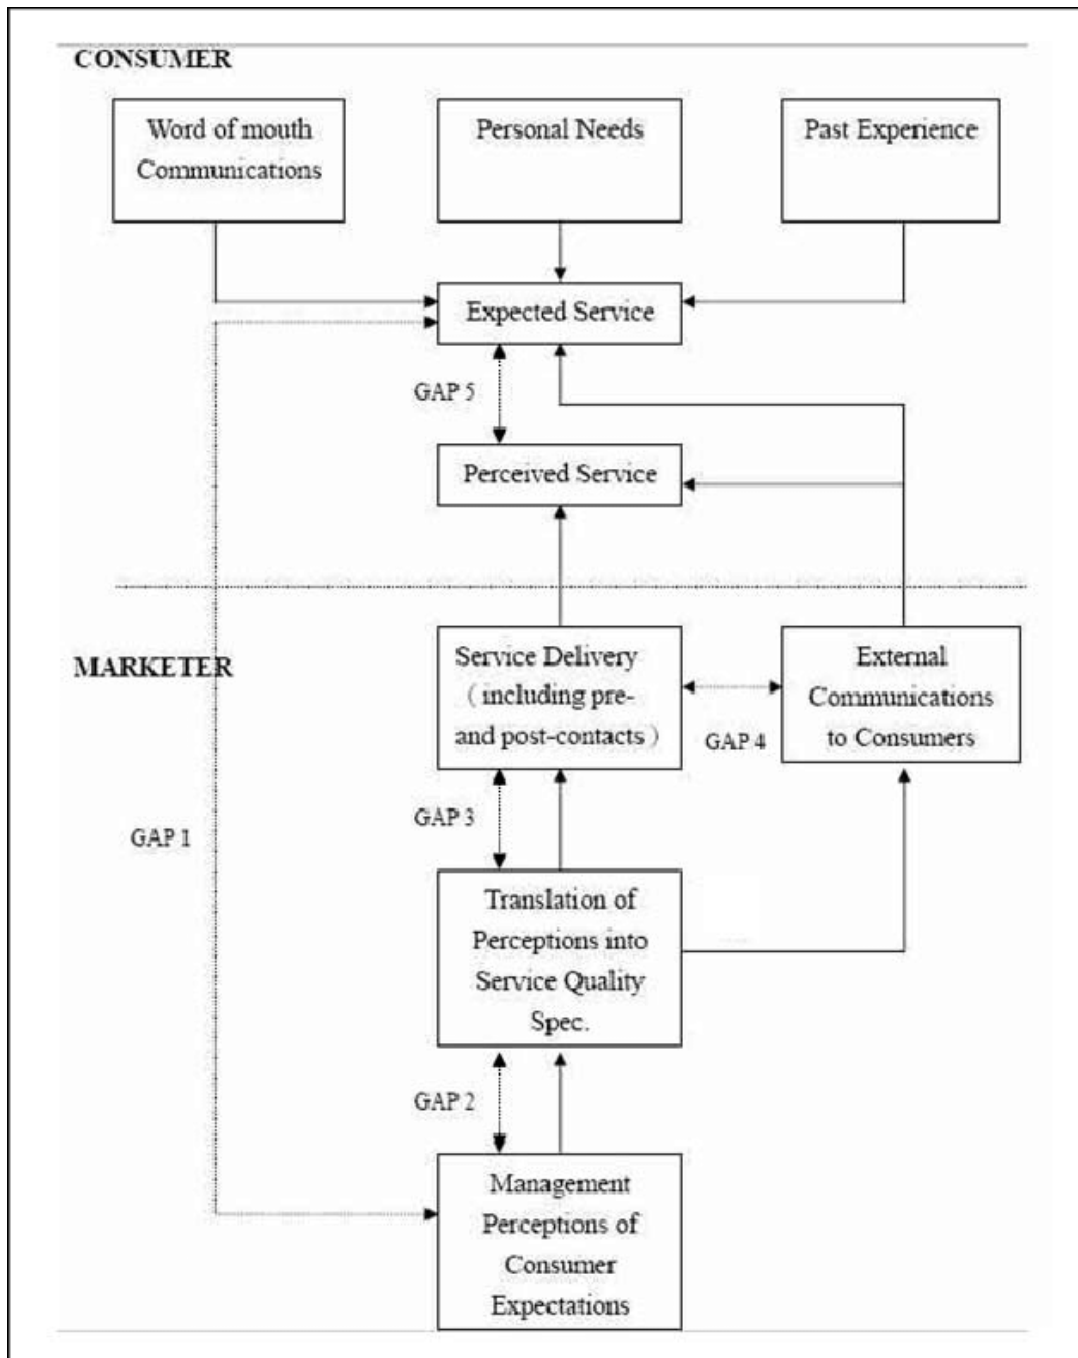 CONSUMER
Word of mouth
Communications
Personal Needs
Past Experience
Expected Service
GAP 5
Perceived Service
MARKETER
Service Delivery
(including pre-
and post-contacts)
GAP 4
External
Communications
to Consumers
GAP 3
GAP 1
Translation of
Perceptions into
Service Quality
Spec.
GAP 2
Management
Perceptions of
Consumer
Expectations